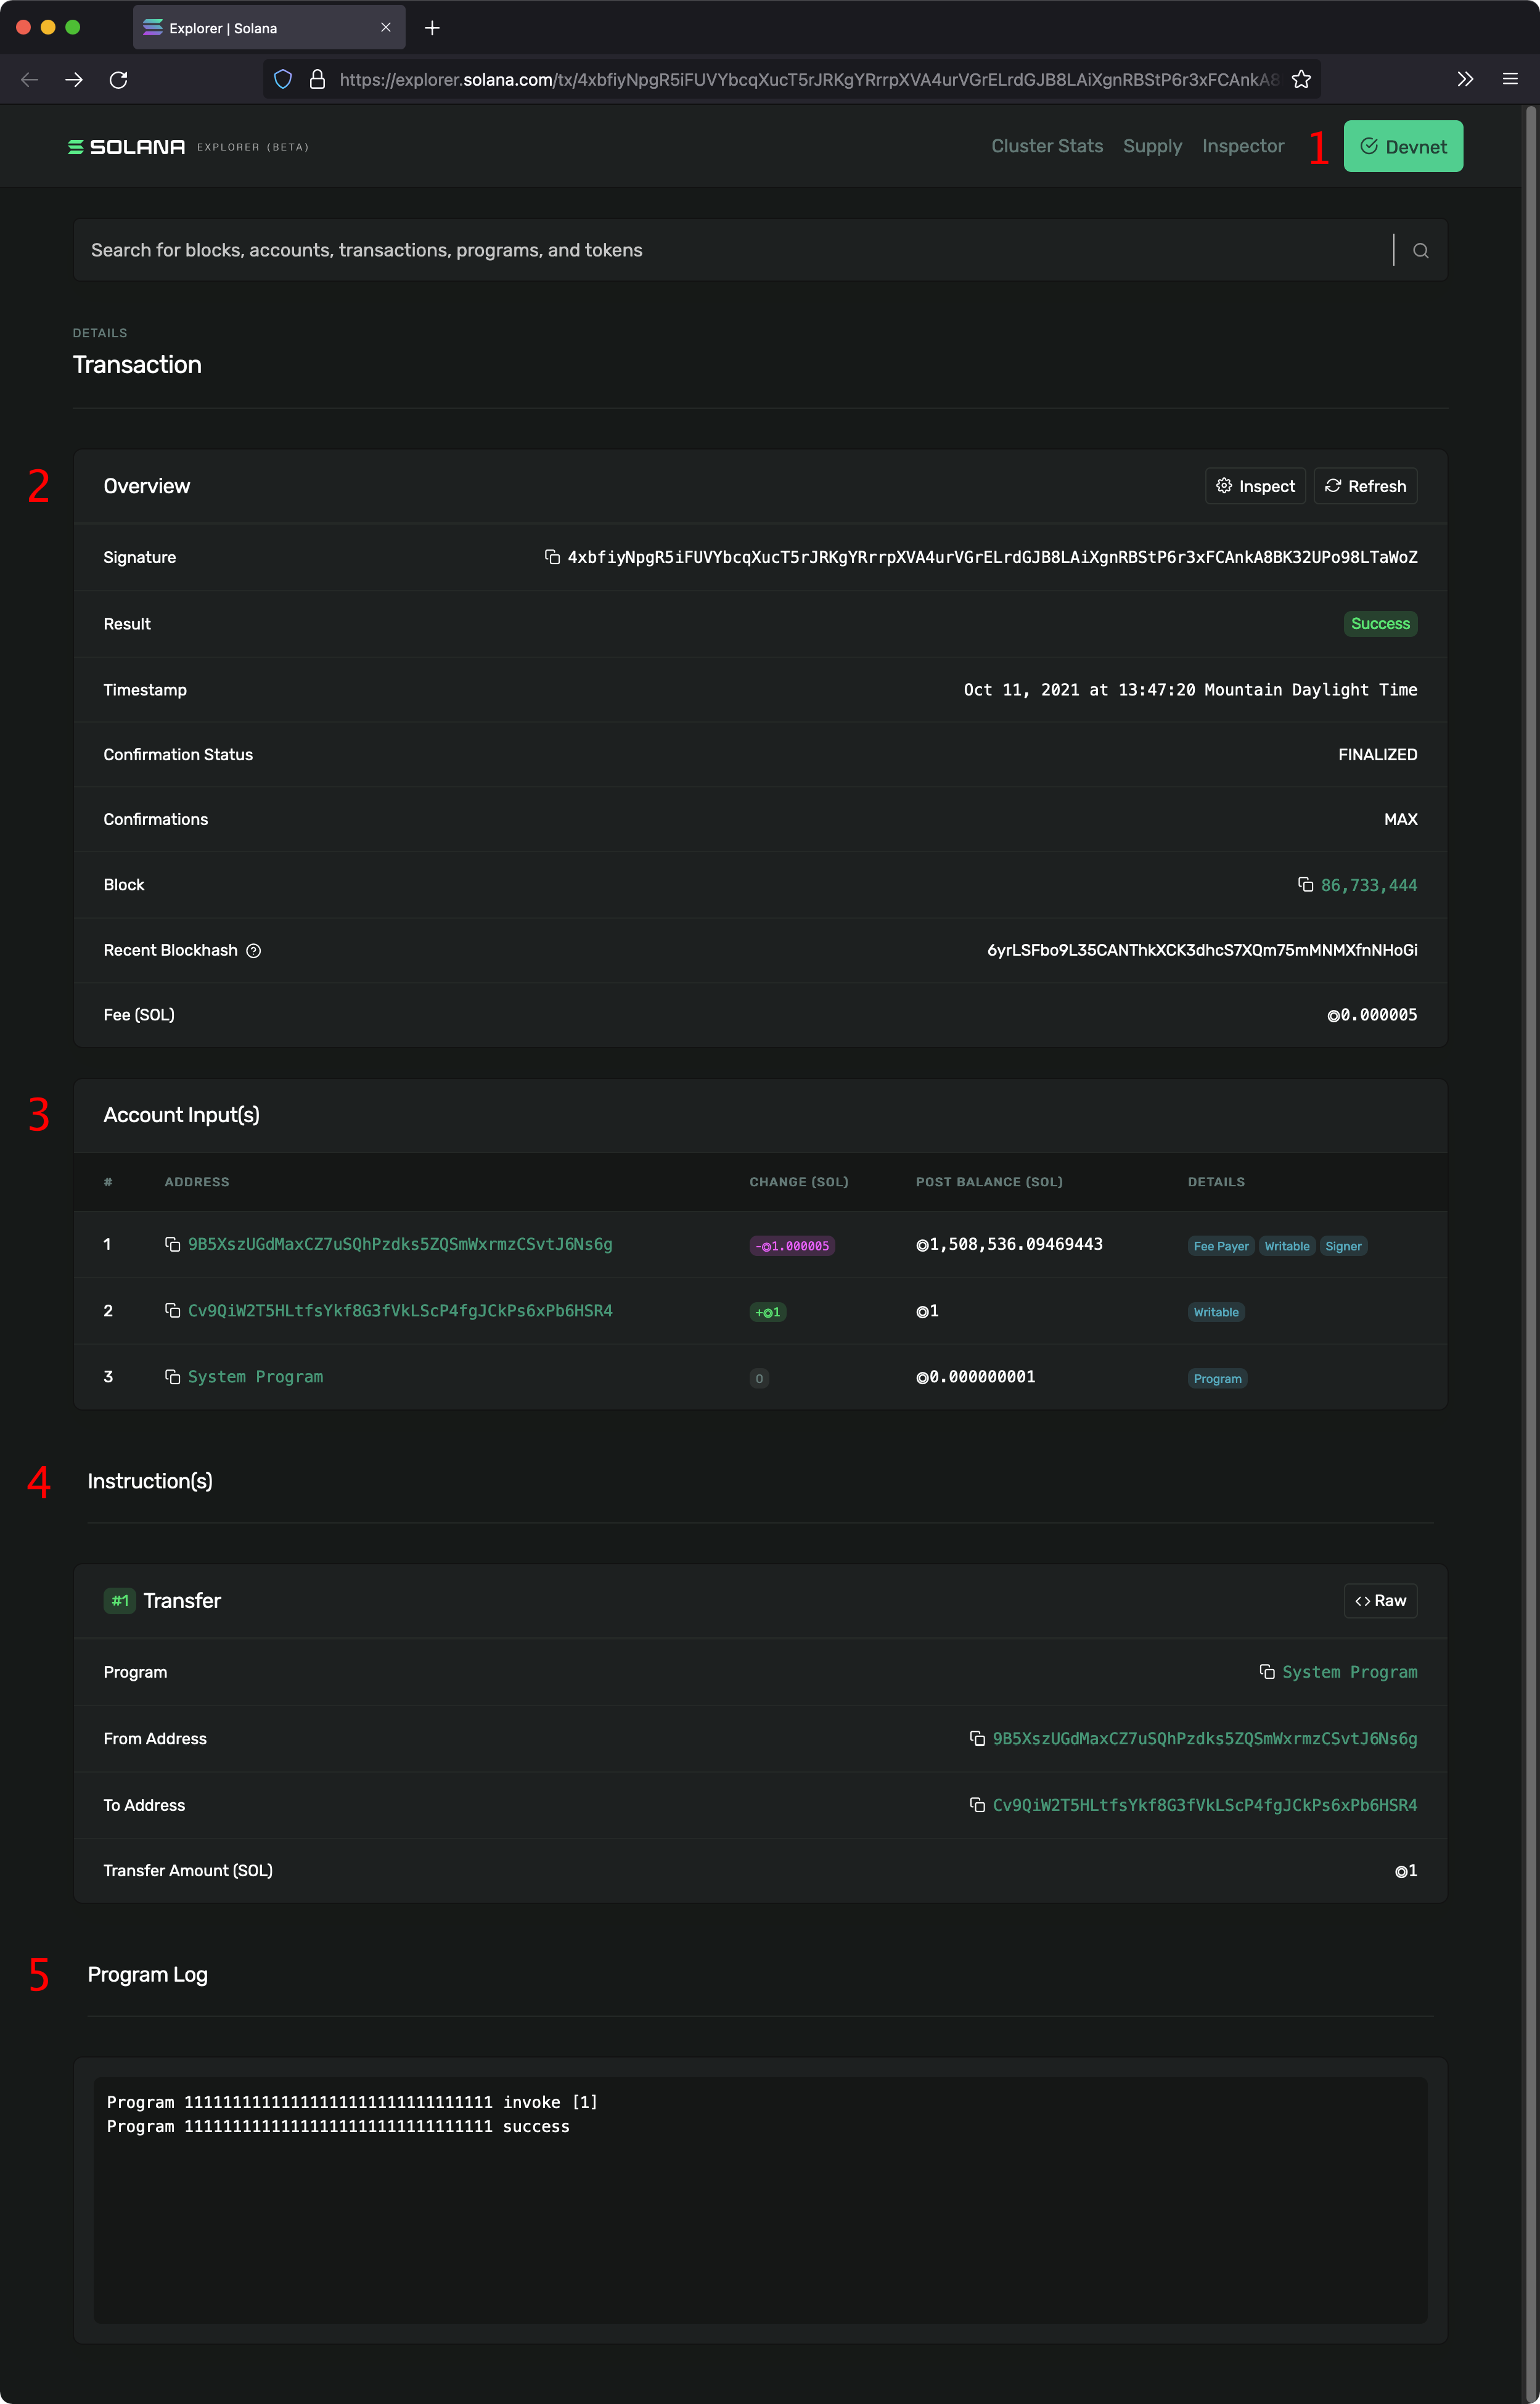 Explorer | Solana
https://explorer.solana.com/tx/4xbfiyNpgR5iFUVYbcqXucT5rJRKgYRrrpXVA4urVGrELrdGJB8LAiXgnRBStP6r3xFCAnkA8
SOLANA EXPLORER (BETA) Cluster Stats Supply Inspector 1 Devnet
Search for blocks, accounts, transactions, programs, and tokens
DETAILS
Transaction
2 Overview Inspect Refresh
Signature 4xbfiyNpgR5iFUVYbcqXucT5rJRKgYRrrpXVA4urVGrELrdGJB8LAiXgnRBStP6r3xFCAnkA8BK32UPo98LTaWoZ
Result Success
Timestamp Oct 11, 2021 at 13:47:20 Mountain Daylight Time
Confirmation Status FINALIZED
Confirmations MAX
Block 86,733,444
Recent Blockhash 6yrLSFbo9L35CANThkXCK3dhcS7XQm75mMNMXfnNHoGi
Fee (SOL) ◎0.000005
3 Account Input(s)
# ADDRESS CHANGE (SOL) POST BALANCE (SOL) DETAILS
1 9B5XszUGdMaxCZ7uSQhPzdks5ZQSmWxrmzCSvtJ6Ns6g -◎1.000005 ◎1,508,536.09469443 Fee Payer Writable Signer
2 Cv9QiW2T5HLtfsYkf8G3fVkLScP4fgJCkPs6xPb6HSR4 +◎1 ◎1 Writable
3 System Program 0 ◎0.000000001 Program
4 Instruction(s)
#1 Transfer <> Raw
Program System Program
From Address 9B5XszUGdMaxCZ7uSQhPzdks5ZQSmWxrmzCSvtJ6Ns6g
To Address Cv9QiW2T5HLtfsYkf8G3fVkLScP4fgJCkPs6xPb6HSR4
Transfer Amount (SOL) ◎1
5 Program Log
Program 11111111111111111111111111111111 invoke [1]
Program 11111111111111111111111111111111 success